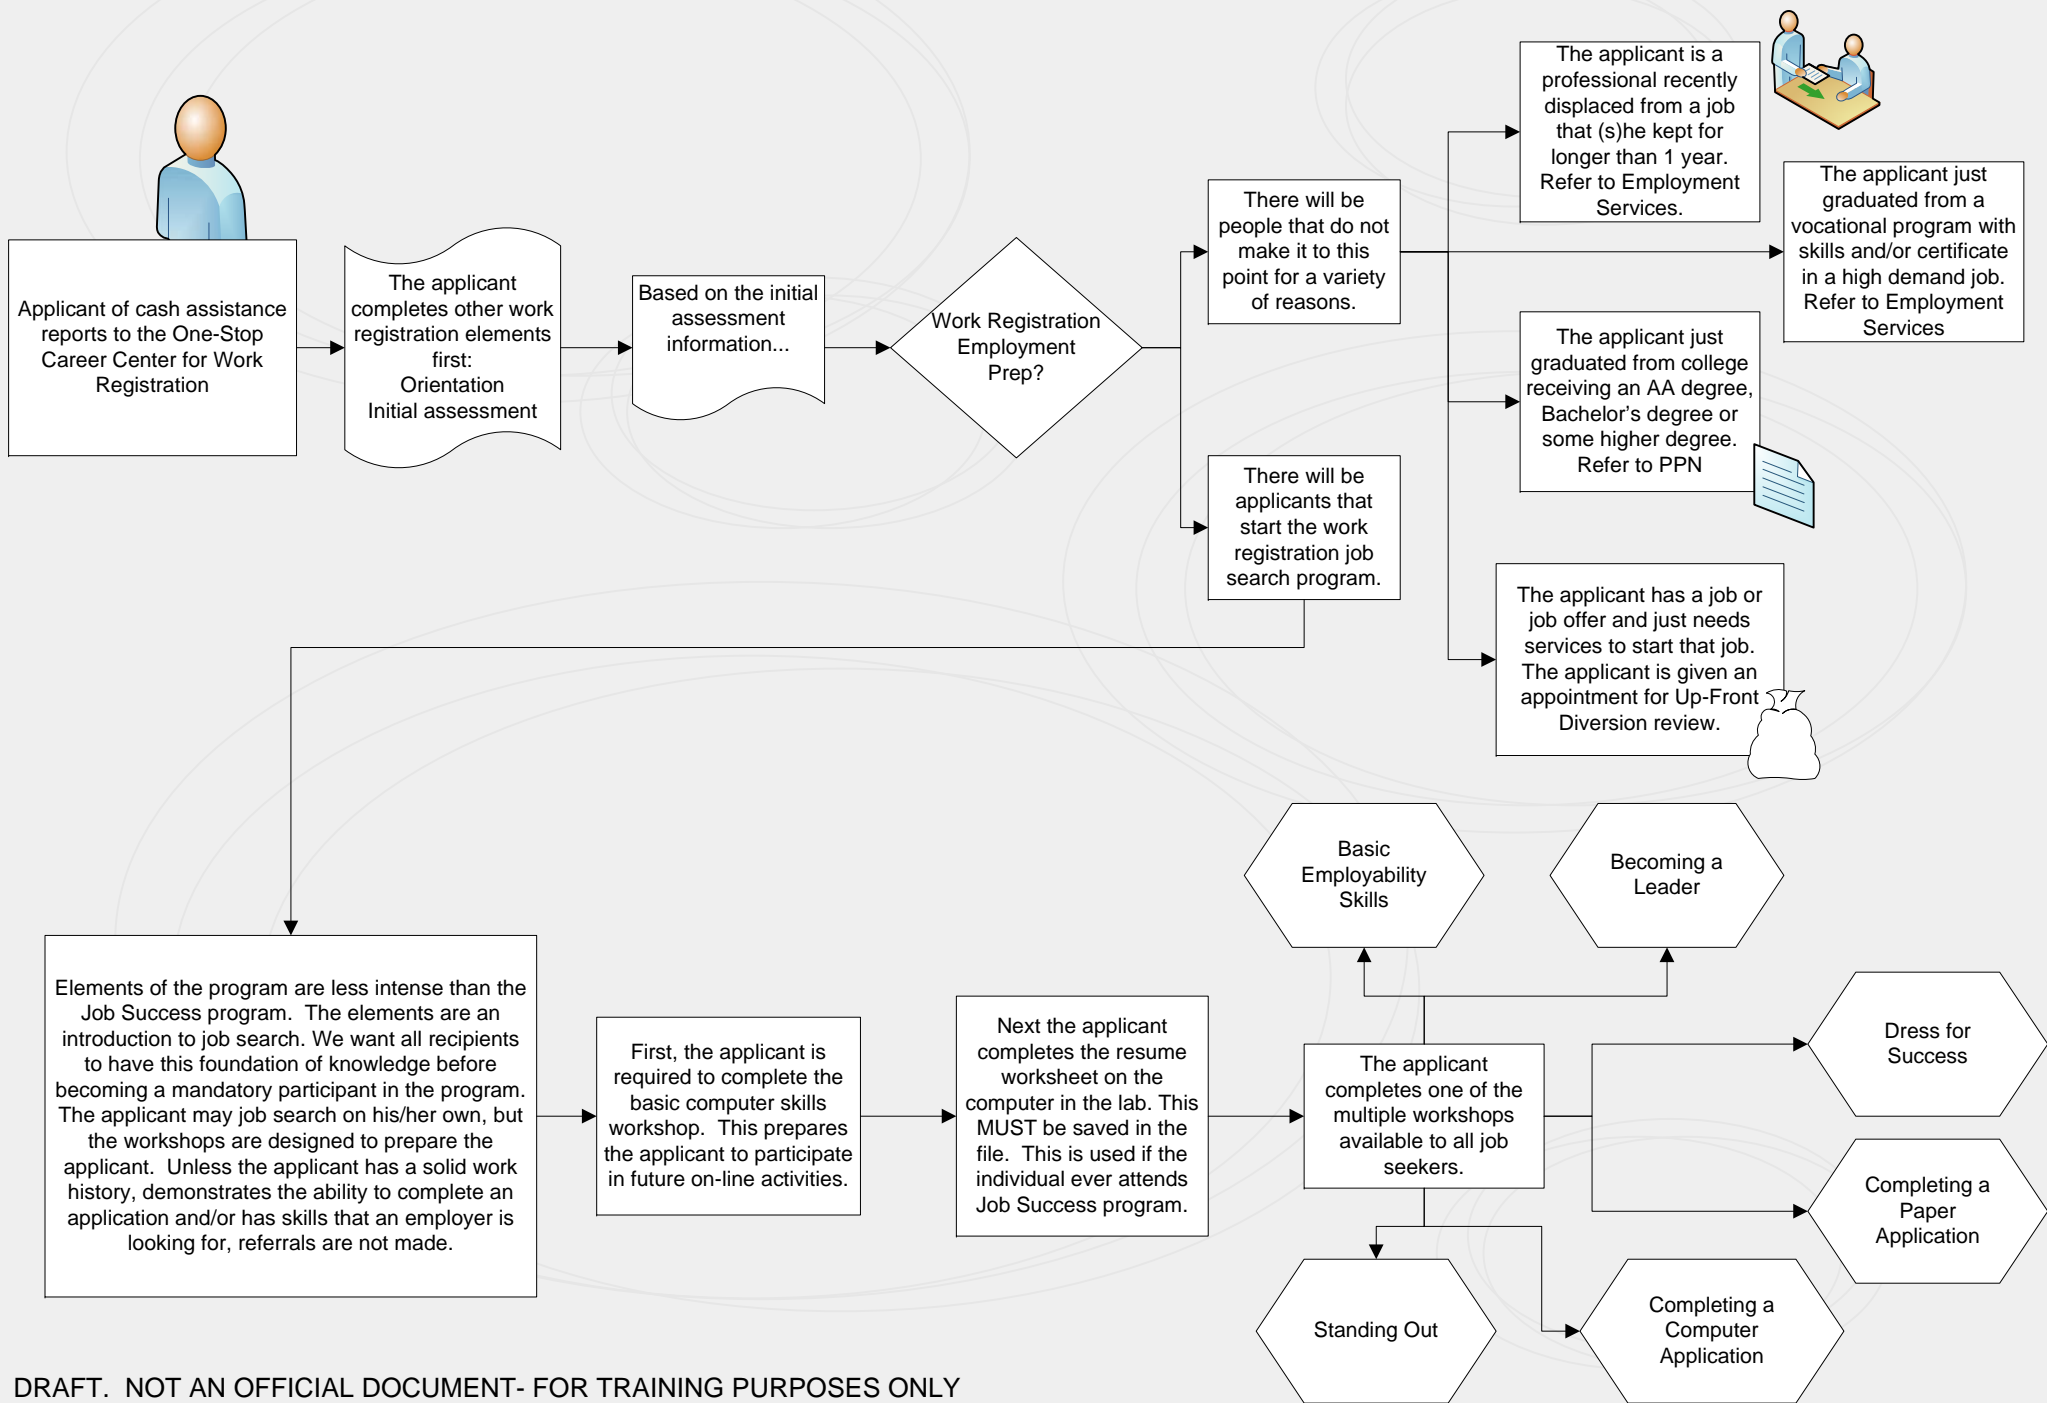 Applicant of cash assistance
reports to the One-Stop
Career Center for Work
Registration
The applicant
completes other work
registration elements
first:
Orientation
Initial assessment
Based on the initial
assessment
information...
Work Registration
Employment
Prep?
There will be
people that do not
make it to this
point for a variety
of reasons.
There will be
applicants that
start the work
registration job
search program.
The applicant is a
professional recently
displaced from a job
that (s)he kept for
longer than 1 year.
Refer to Employment
Services.
The applicant just
graduated from a
vocational program with
skills and/or certificate
in a high demand job.
Refer to Employment
Services
The applicant just
graduated from college
receiving an AA degree,
Bachelor’s degree or
some higher degree.
Refer to PPN
The applicant has a job or
job offer and just needs
services to start that job.
The applicant is given an
appointment for Up-Front
Diversion review.
Elements of the program are less intense than the
Job Success program.  The elements are an
introduction to job search. We want all recipients
to have this foundation of knowledge before
becoming a mandatory participant in the program.
The applicant may job search on his/her own, but
the workshops are designed to prepare the
applicant.  Unless the applicant has a solid work
history, demonstrates the ability to complete an
application and/or has skills that an employer is
looking for, referrals are not made.
First, the applicant is
required to complete the
basic computer skills
workshop.  This prepares
the applicant to participate
in future on-line activities.
Next the applicant
completes the resume
worksheet on the
computer in the lab. This
MUST be saved in the
file.  This is used if the
individual ever attends
Job Success program.
The applicant
completes one of the
multiple workshops
available to all job
seekers.
Basic
Employability
Skills
Becoming a
Leader
Dress for
Success
Completing a
Paper
Application
Completing a
Computer
Application
Standing Out
DRAFT.  NOT AN OFFICIAL DOCUMENT- FOR TRAINING PURPOSES ONLY